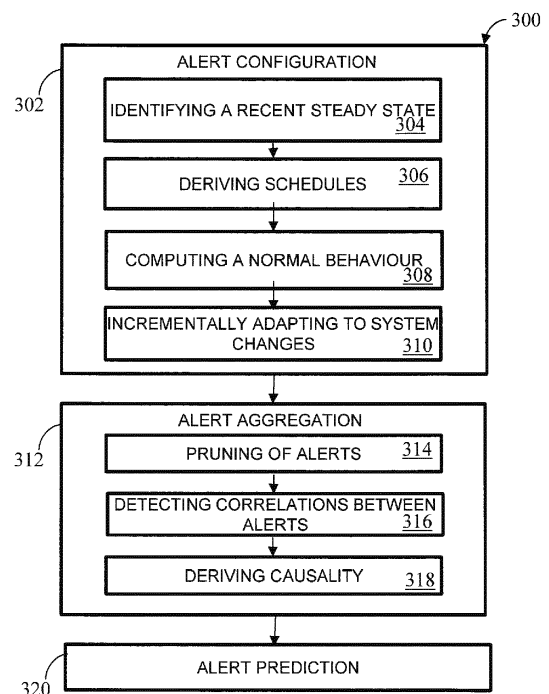 300
ALERT CONFIGURATION
302
IDENTIFYING A RECENT STEADY STATE
304
306
DERIVING SCHEDULES
COMPUTING A NORMAL BEHAVIOUR
308
INCREMENTALLY ADAPTING TO SYSTEM
CHANGES 310
ALERT AGGREGATION
312
PRUNING OF ALERTS 314
DETECTING CORRELATIONS BETWEEN
ALERTS 316
DERIVING CAUSALITY 318
ALERT PREDICTION
320